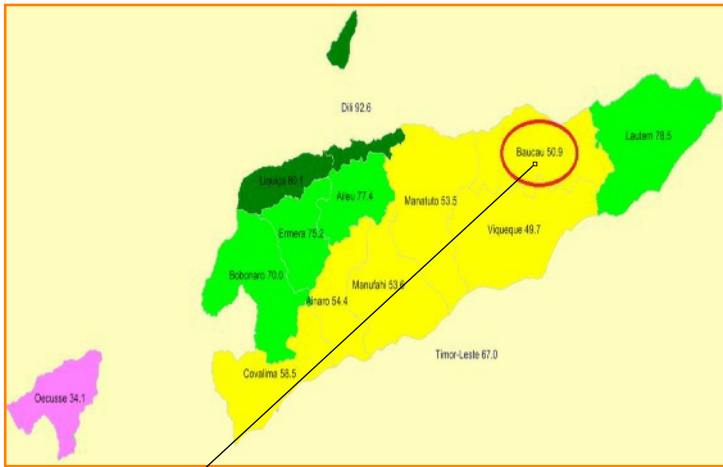 Dili 92.6
Baucau 50.9
Lautem 78.5
Liquiça 80.1
Aileu 77.4
Manatuto 53.5
Ermera 75.2
Viqueque 49.7
Bobonaro 70.0
Manufahi 53.6
Ainaro 54.4
Timor-Leste 67.0
Covalima 58.5
Oecusse 34.1